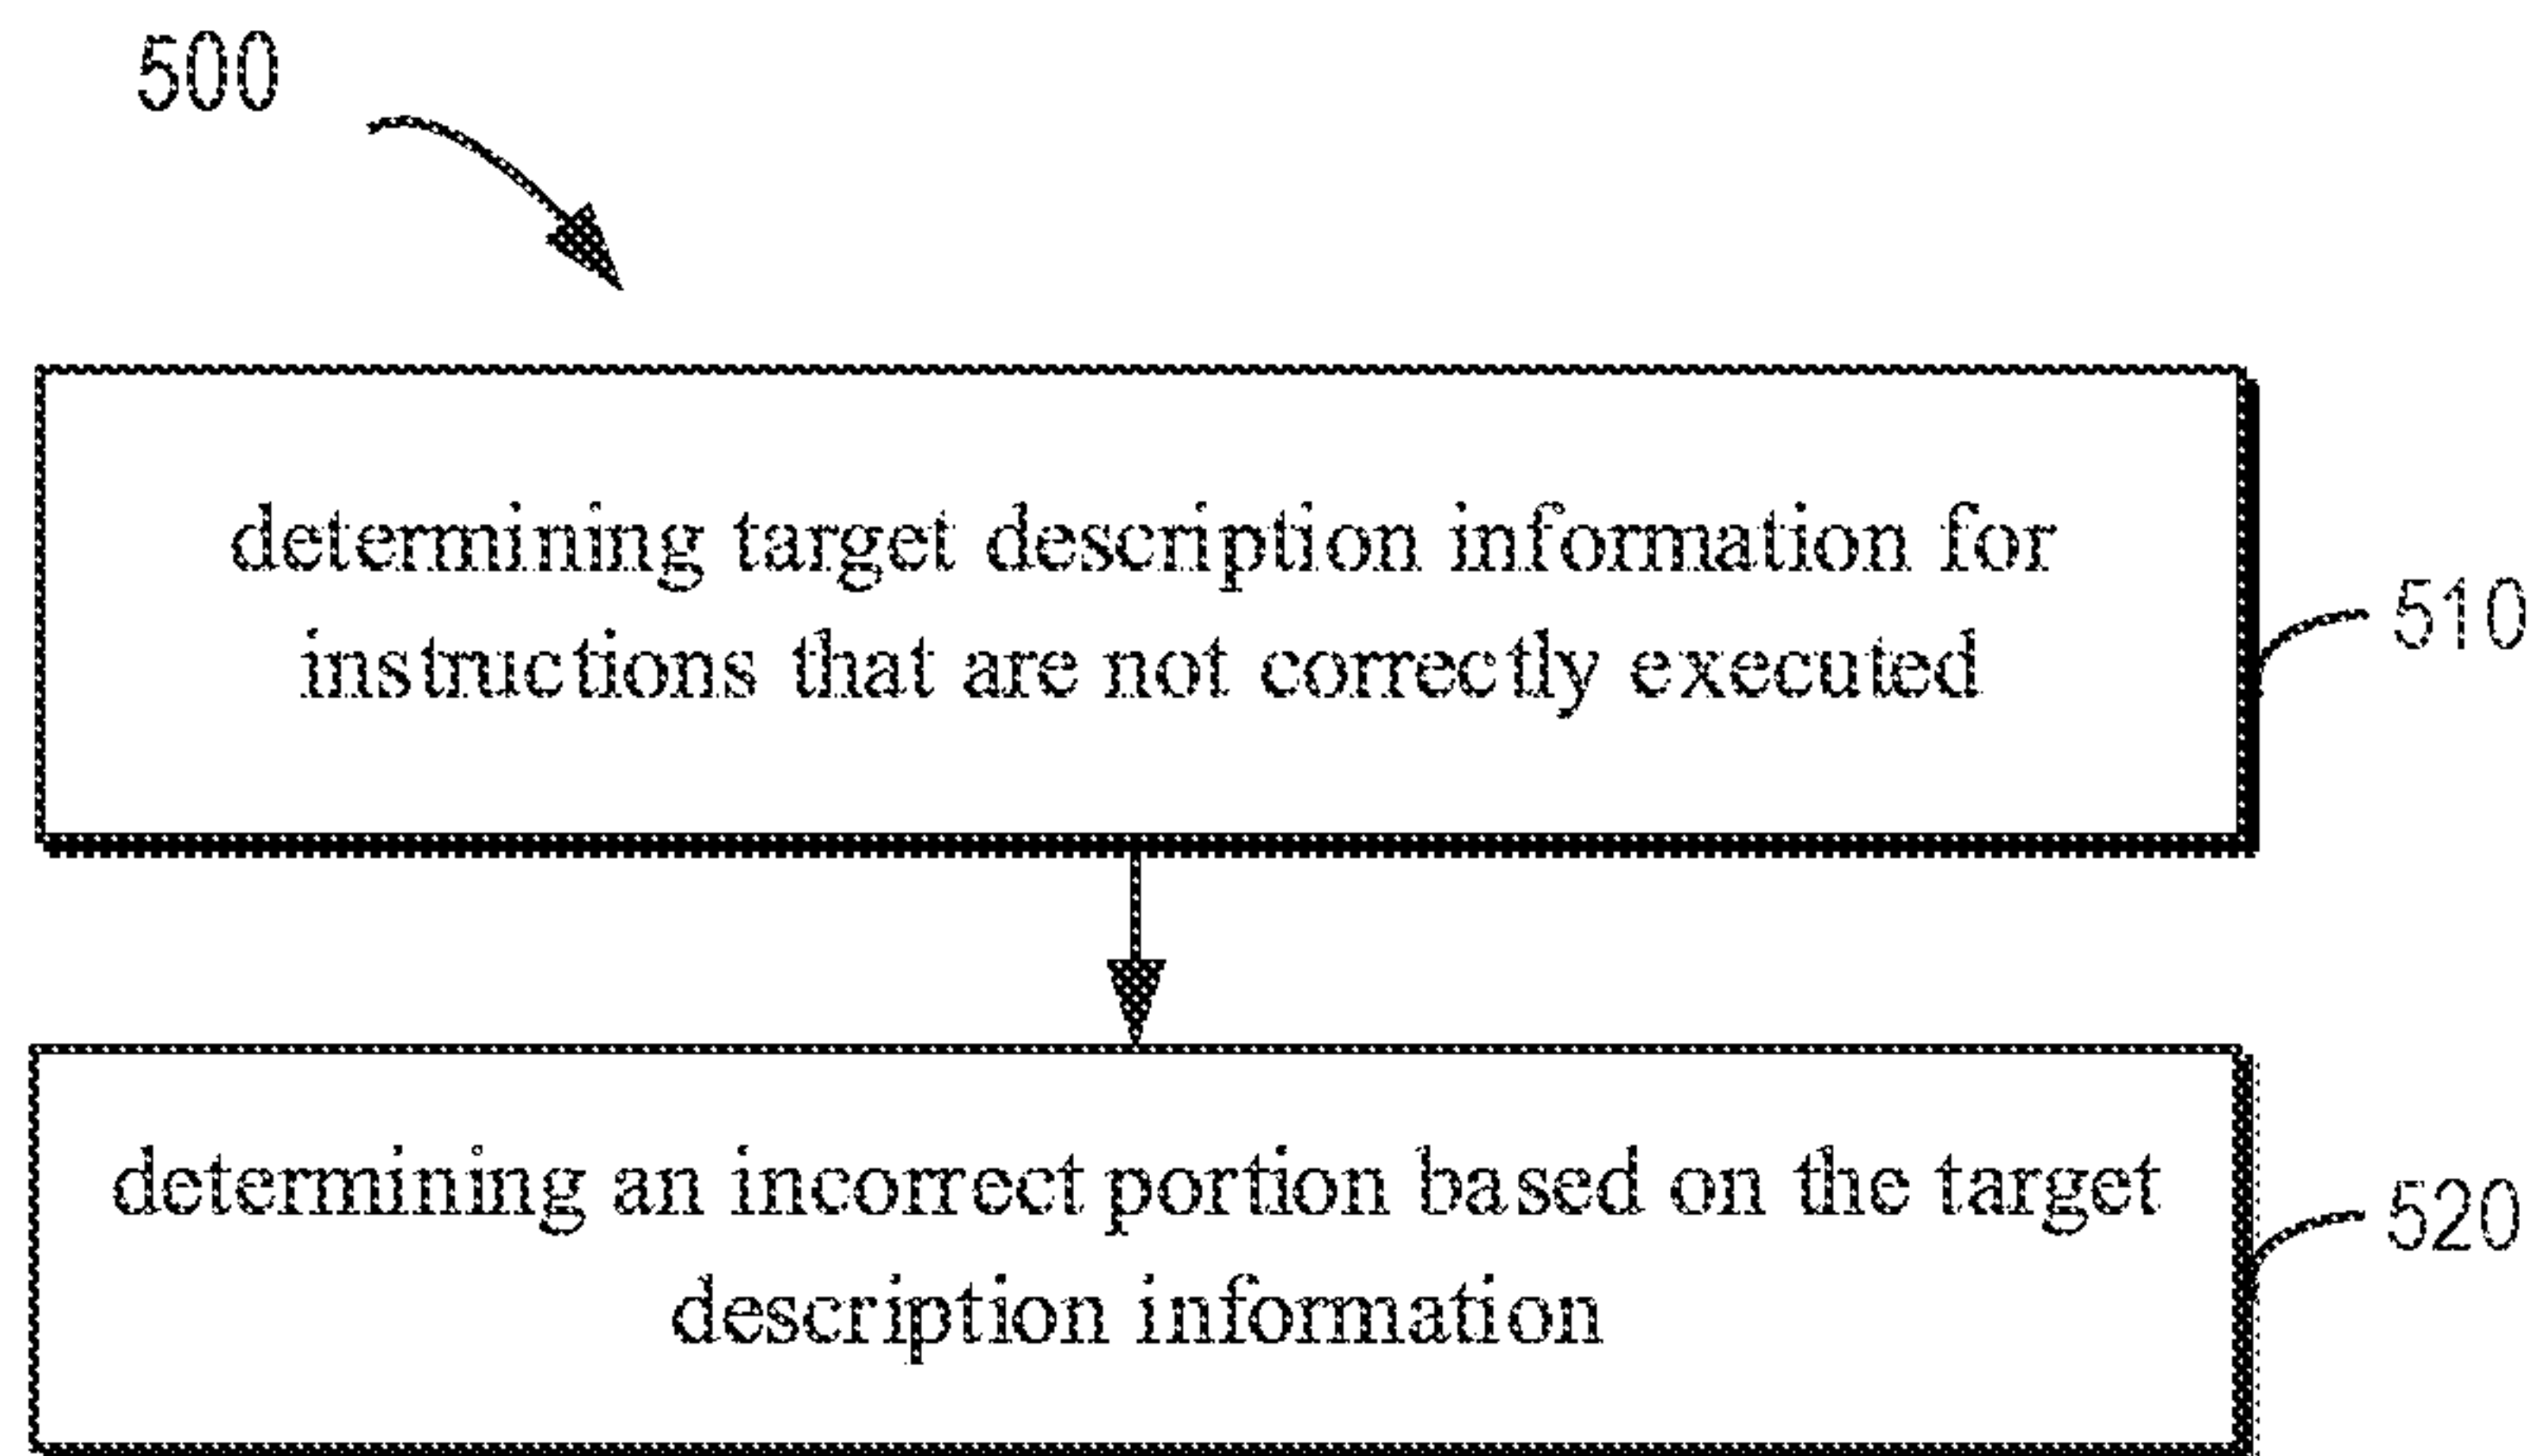 500
determining target description information for
instructions that are not correctly executed
510
determining an incorrect portion based on the target
description information
520